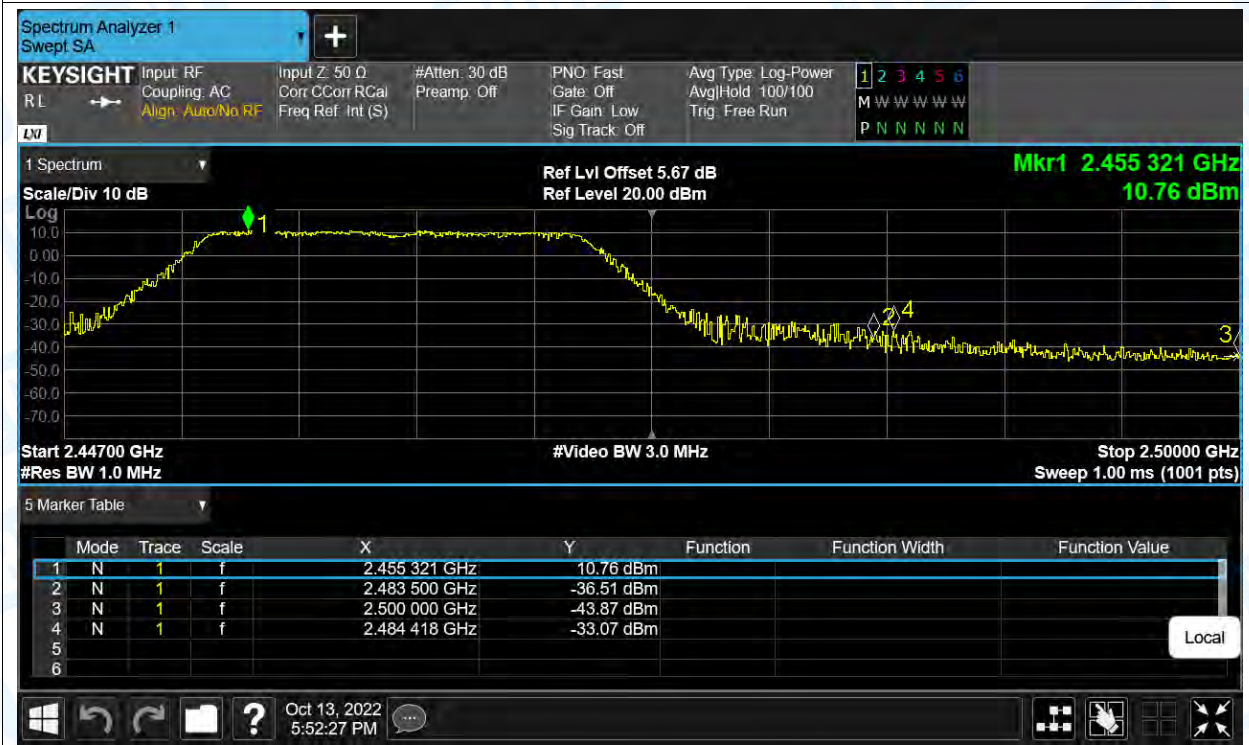 Spectrum Analyzer 1
Swept SA
+
KEYSIGHT
R L
LXI
Input: RF
Coupling: AC
Align: Auto/No RF
Input Z: 50 Ω
Corr CCorr RCal
Freq Ref: Int (S)
#Atten: 30 dB
Preamp: Off
PNO: Fast
Gate: Off
IF Gain: Low
Sig Track: Off
Avg Type: Log-Power
Avg|Hold: 100/100
Trig: Free Run
1 2 3 4 5 6
M W W W W W
P N N N N N
1 Spectrum
Scale/Div 10 dB
Ref Lvl Offset 5.67 dB
Ref Level 20.00 dBm
Mkr1 2.455 321 GHz
10.76 dBm
Log
10.0
0.00
-10.0
-20.0
-30.0
-40.0
-50.0
-60.0
-70.0
1
2
4
3
Start 2.44700 GHz
#Res BW 1.0 MHz
#Video BW 3.0 MHz
Stop 2.50000 GHz
Sweep 1.00 ms (1001 pts)
5 Marker Table
Mode Trace Scale X Y Function Function Width Function Value
1 N 1 f 2.455 321 GHz 10.76 dBm
2 N 1 f 2.483 500 GHz -36.51 dBm
3 N 1 f 2.500 000 GHz -43.87 dBm
4 N 1 f 2.484 418 GHz -33.07 dBm
5
6
Local
?
Oct 13, 2022
5:52:27 PM